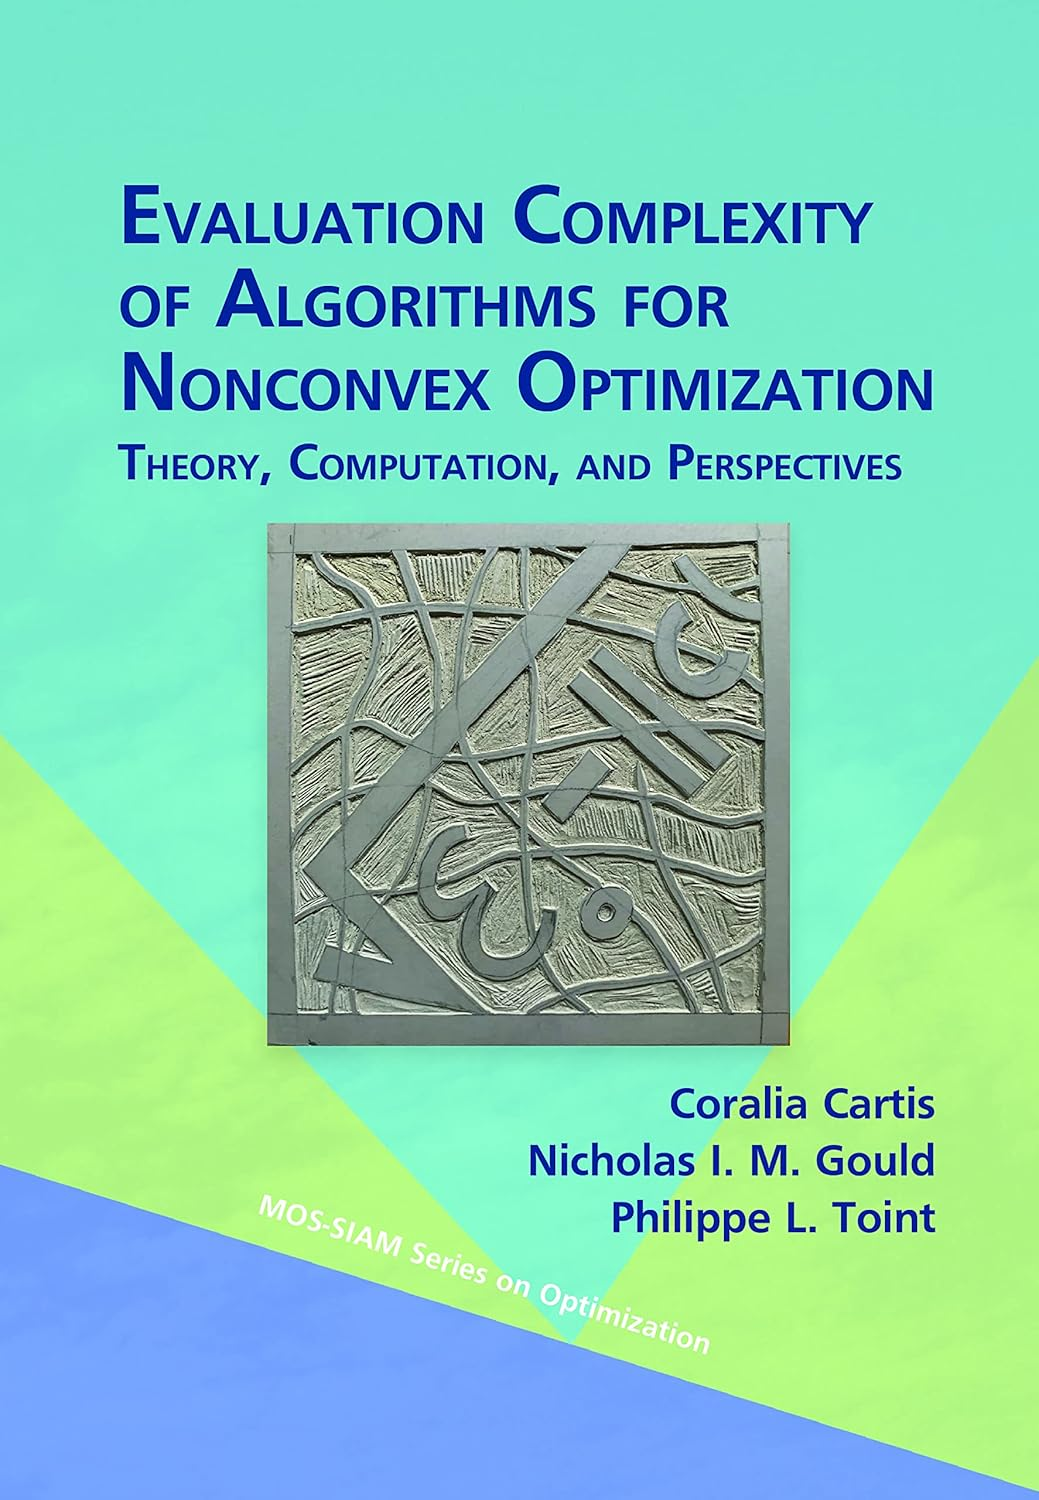 EVALUATION COMPLEXITY
OF ALGORITHMS FOR
NONCONVEX OPTIMIZATION
THEORY, COMPUTATION, AND PERSPECTIVES
Coralia Cartis
Nicholas I. M. Gould
Philippe L. Toint
MOS-SIAM Series on Optimization